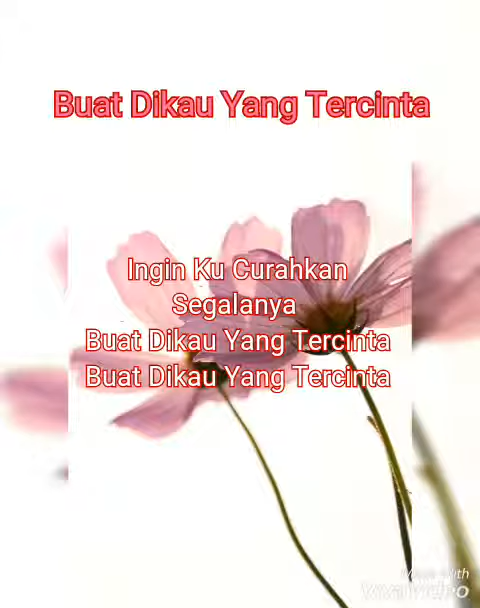 Buat Dikau Yang Tercinta
Ingin Ku Curahkan
Segalanya
Buat Dikau Yang Tercinta
Buat Dikau Yang Tercinta